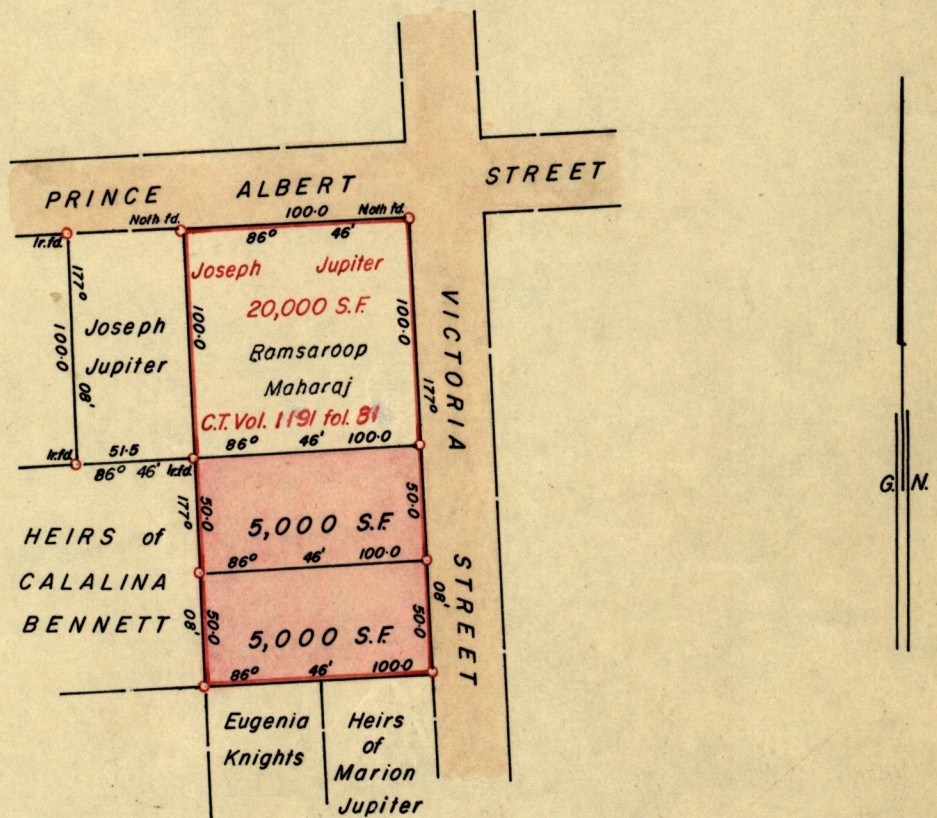 PRINCE ALBERT STREET
Noth fd. 100·0 Noth fd.
86° 46'
Ir.fd.
177°
100·0
08'
Joseph
Jupiter
Joseph Jupiter
20,000 S.F.
Ramsaroop
Maharaj
C.T. Vol. 1191 fol. 81
100·0
100·0
177°
VICTORIA
STREET
86° 46' 100·0
Ir.fd. 51·5 Ir.fd.
86° 46'
177°
50·0
5,000 S.F.
50·0
86° 46' 100·0
HEIRS of
CALALINA
BENNETT
08'
50·0
5,000 S.F.
50·0
08'
86° 46' 100·0
Eugenia
Knights
Heirs
of
Marion
Jupiter
G. N.